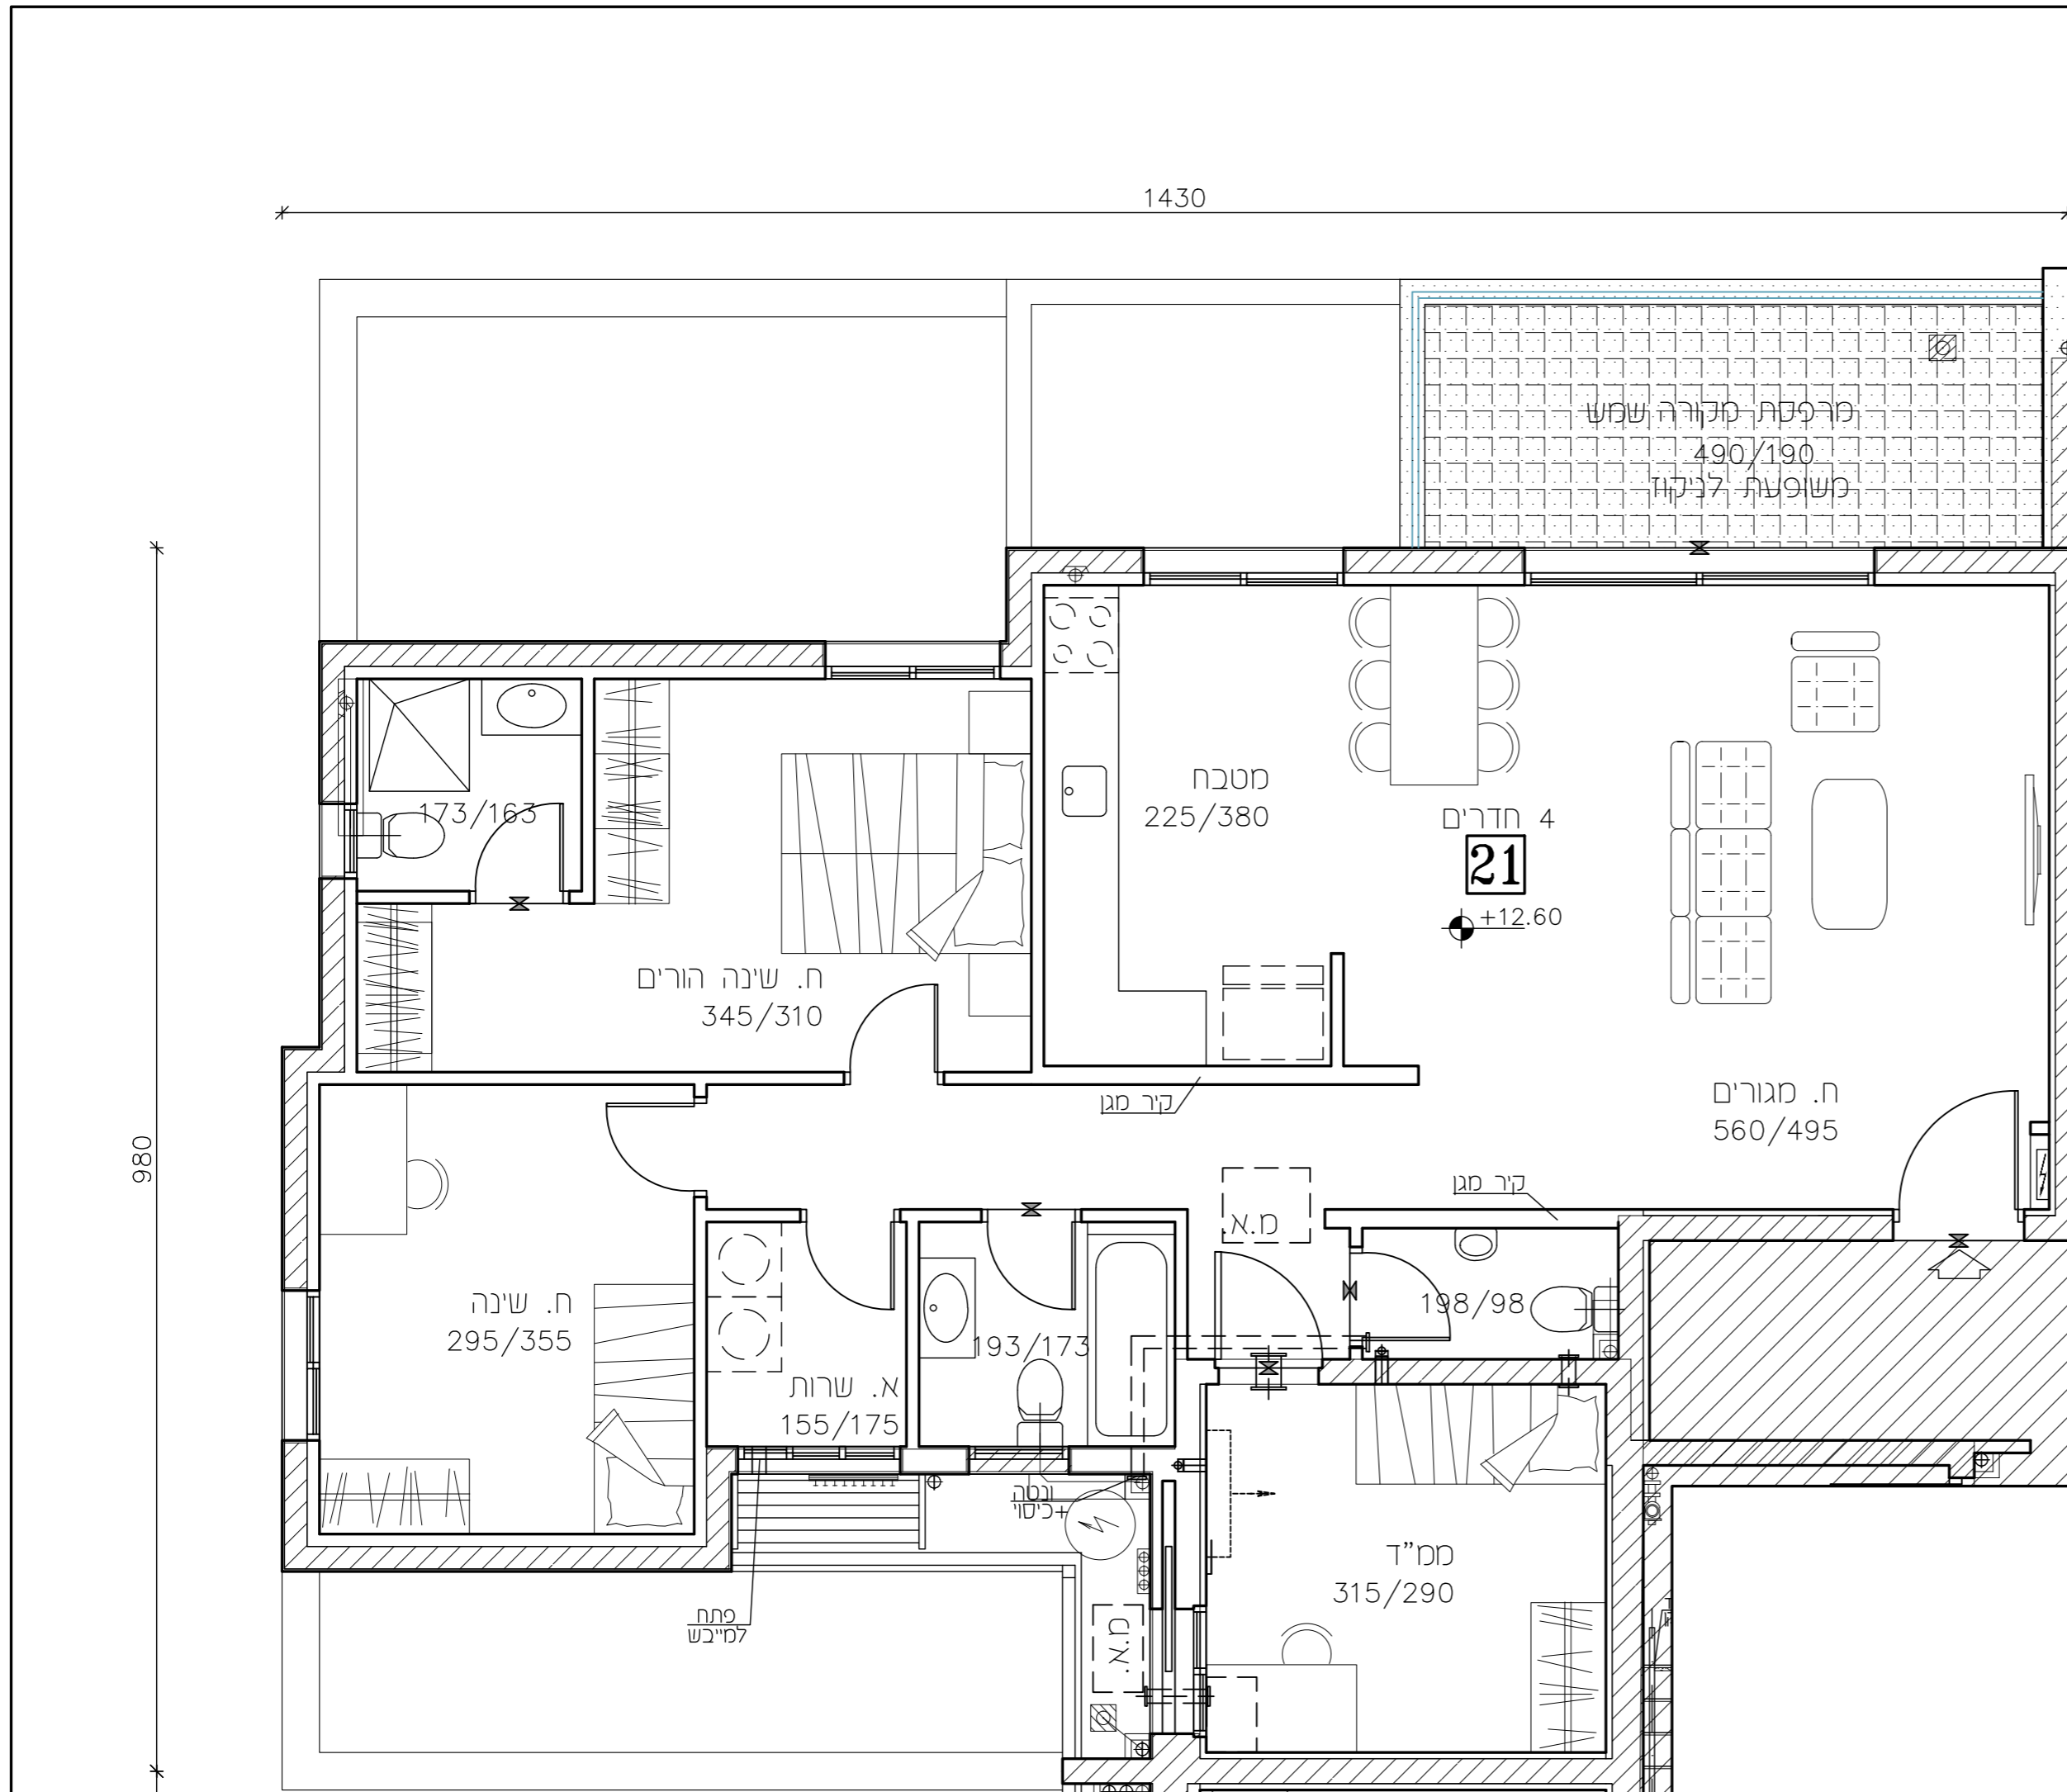 1430
מרפסת מקורה שמש
490/190
משופעת לניקוז
173/163
מטבח
225/380
4 חדרים
21
+12.60
ח. שינה הורים
345/310
קיר מגן
ח. מגורים
560/495
980
קיר מגן
מ.א.
ח. שינה
295/355
198/98
193/173
א. שרות
155/175
ונטה
+כיסוי
ממ"ד
315/290
פתח
למייבש
מ.א.